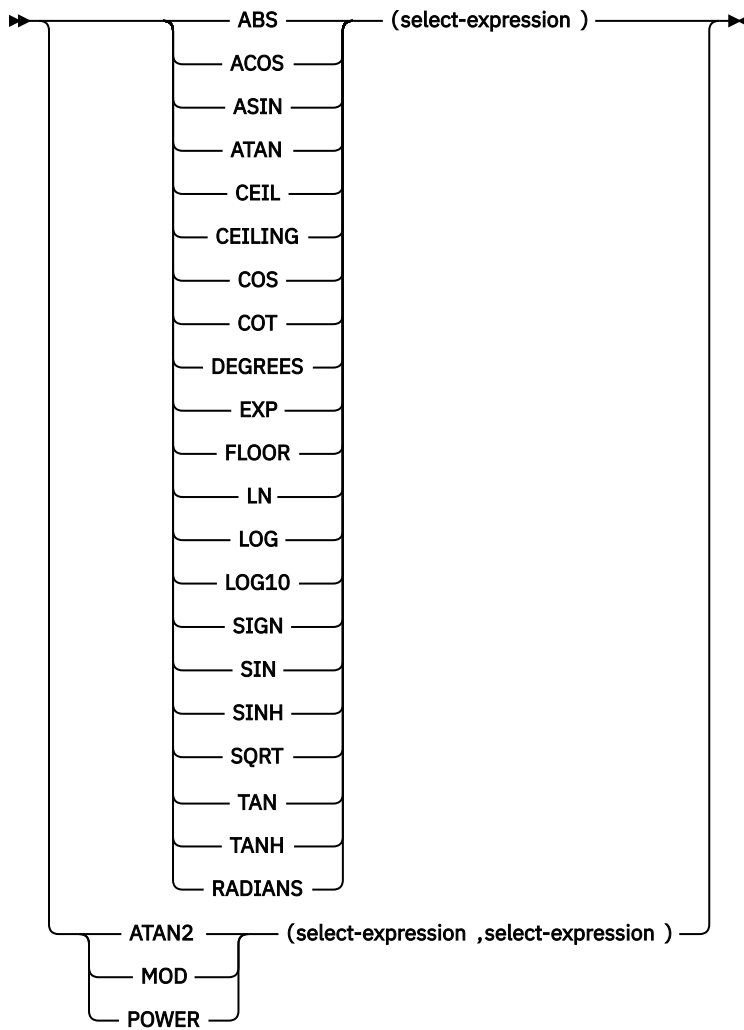 ABS (select-expression )
ACOS
ASIN
ATAN
CEIL
CEILING
COS
COT
DEGREES
EXP
FLOOR
LN
LOG
LOG10
SIGN
SIN
SINH
SQRT
TAN
TANH
RADIANS
ATAN2 (select-expression ,select-expression )
MOD
POWER